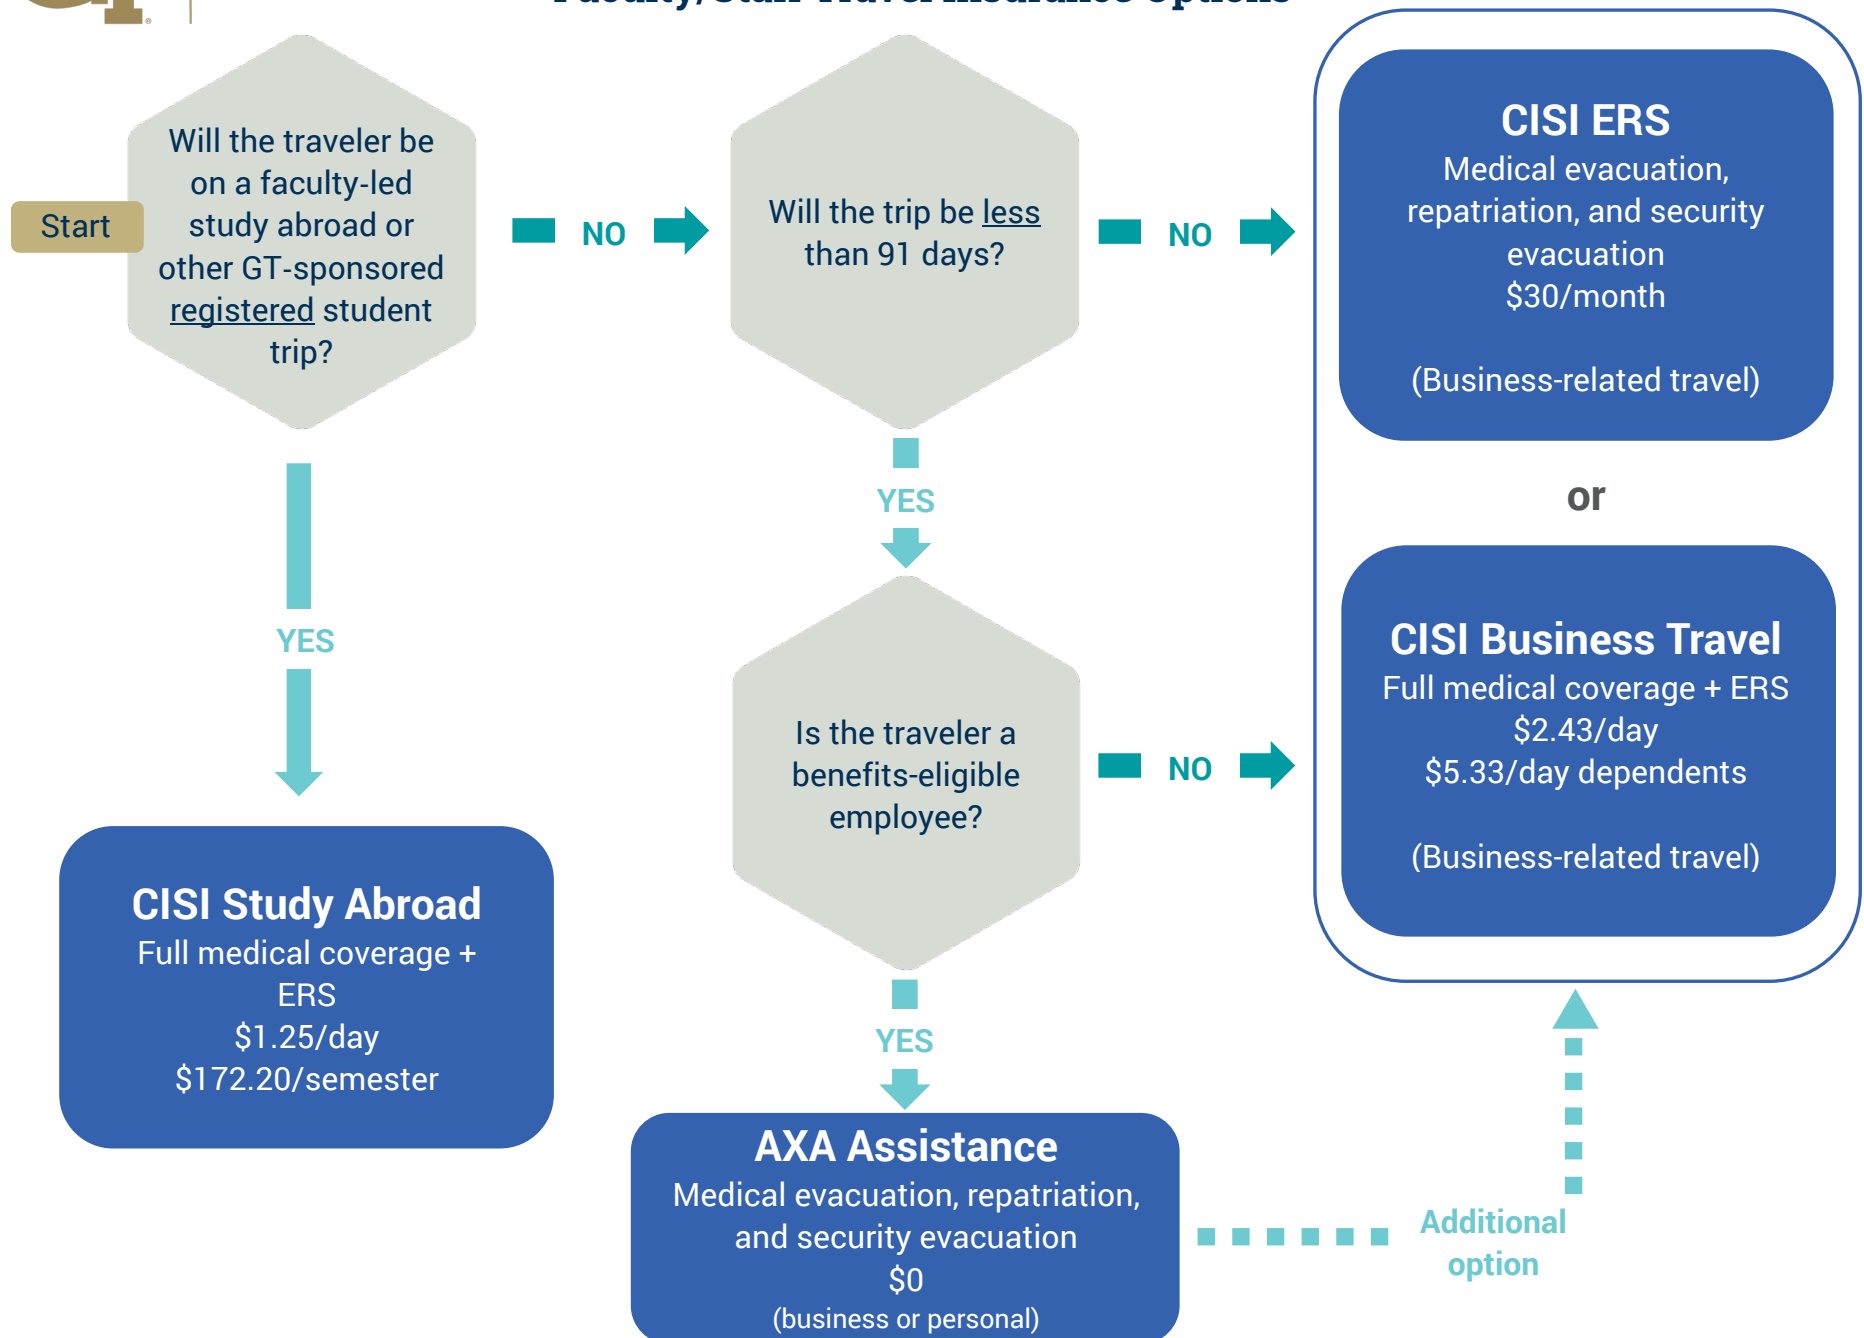 Faculty/Staff Travel Insurance Options
Start
Will the traveler be
on a faculty-led
study abroad or
other GT-sponsored
registered student
trip?
NO
Will the trip be less
than 91 days?
NO
CISI ERS
Medical evacuation,
repatriation, and security
evacuation
$30/month
(Business-related travel)
or
CISI Business Travel
Full medical coverage + ERS
$2.43/day
$5.33/day dependents
(Business-related travel)
YES
Is the traveler a
benefits-eligible
employee?
NO
YES
CISI Study Abroad
Full medical coverage +
ERS
$1.25/day
$172.20/semester
YES
AXA Assistance
Medical evacuation, repatriation,
and security evacuation
$0
(business or personal)
Additional
option